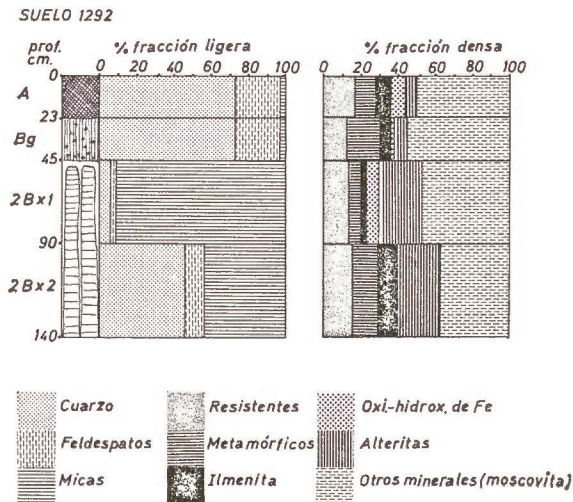 SUELO 1292
prof. cm.
% fracción ligera
% fracción densa
0 20 40 60 80 100
0 20 40 60 80 100
0
A
23
Bg
45
2Bx1
90
2Bx2
140
Cuarzo
Resistentes
Oxi.-hidrox. de Fe
Feldespatos
Metamórficos
Alteritas
Micas
Ilmenita
Otros minerales (moscovita)